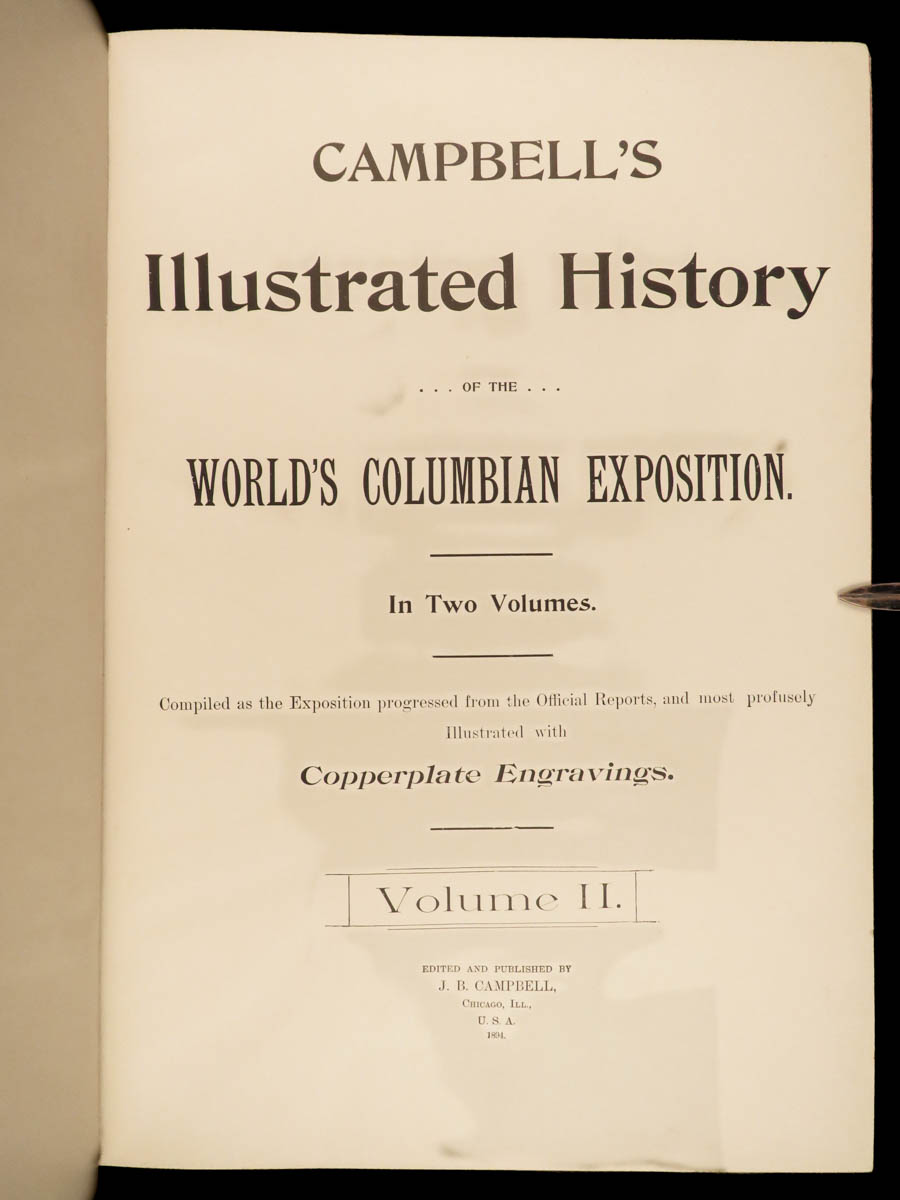 CAMPBELL'S
Illustrated History
. . . OF THE . . .
WORLD'S COLUMBIAN EXPOSITION.
In Two Volumes.
Compiled as the Exposition progressed from the Official Reports, and most profusely
Illustrated with
Copperplate Engravings.
Volume II.
EDITED AND PUBLISHED BY
J. B. CAMPBELL,
CHICAGO, ILL.,
U. S. A.
1894.